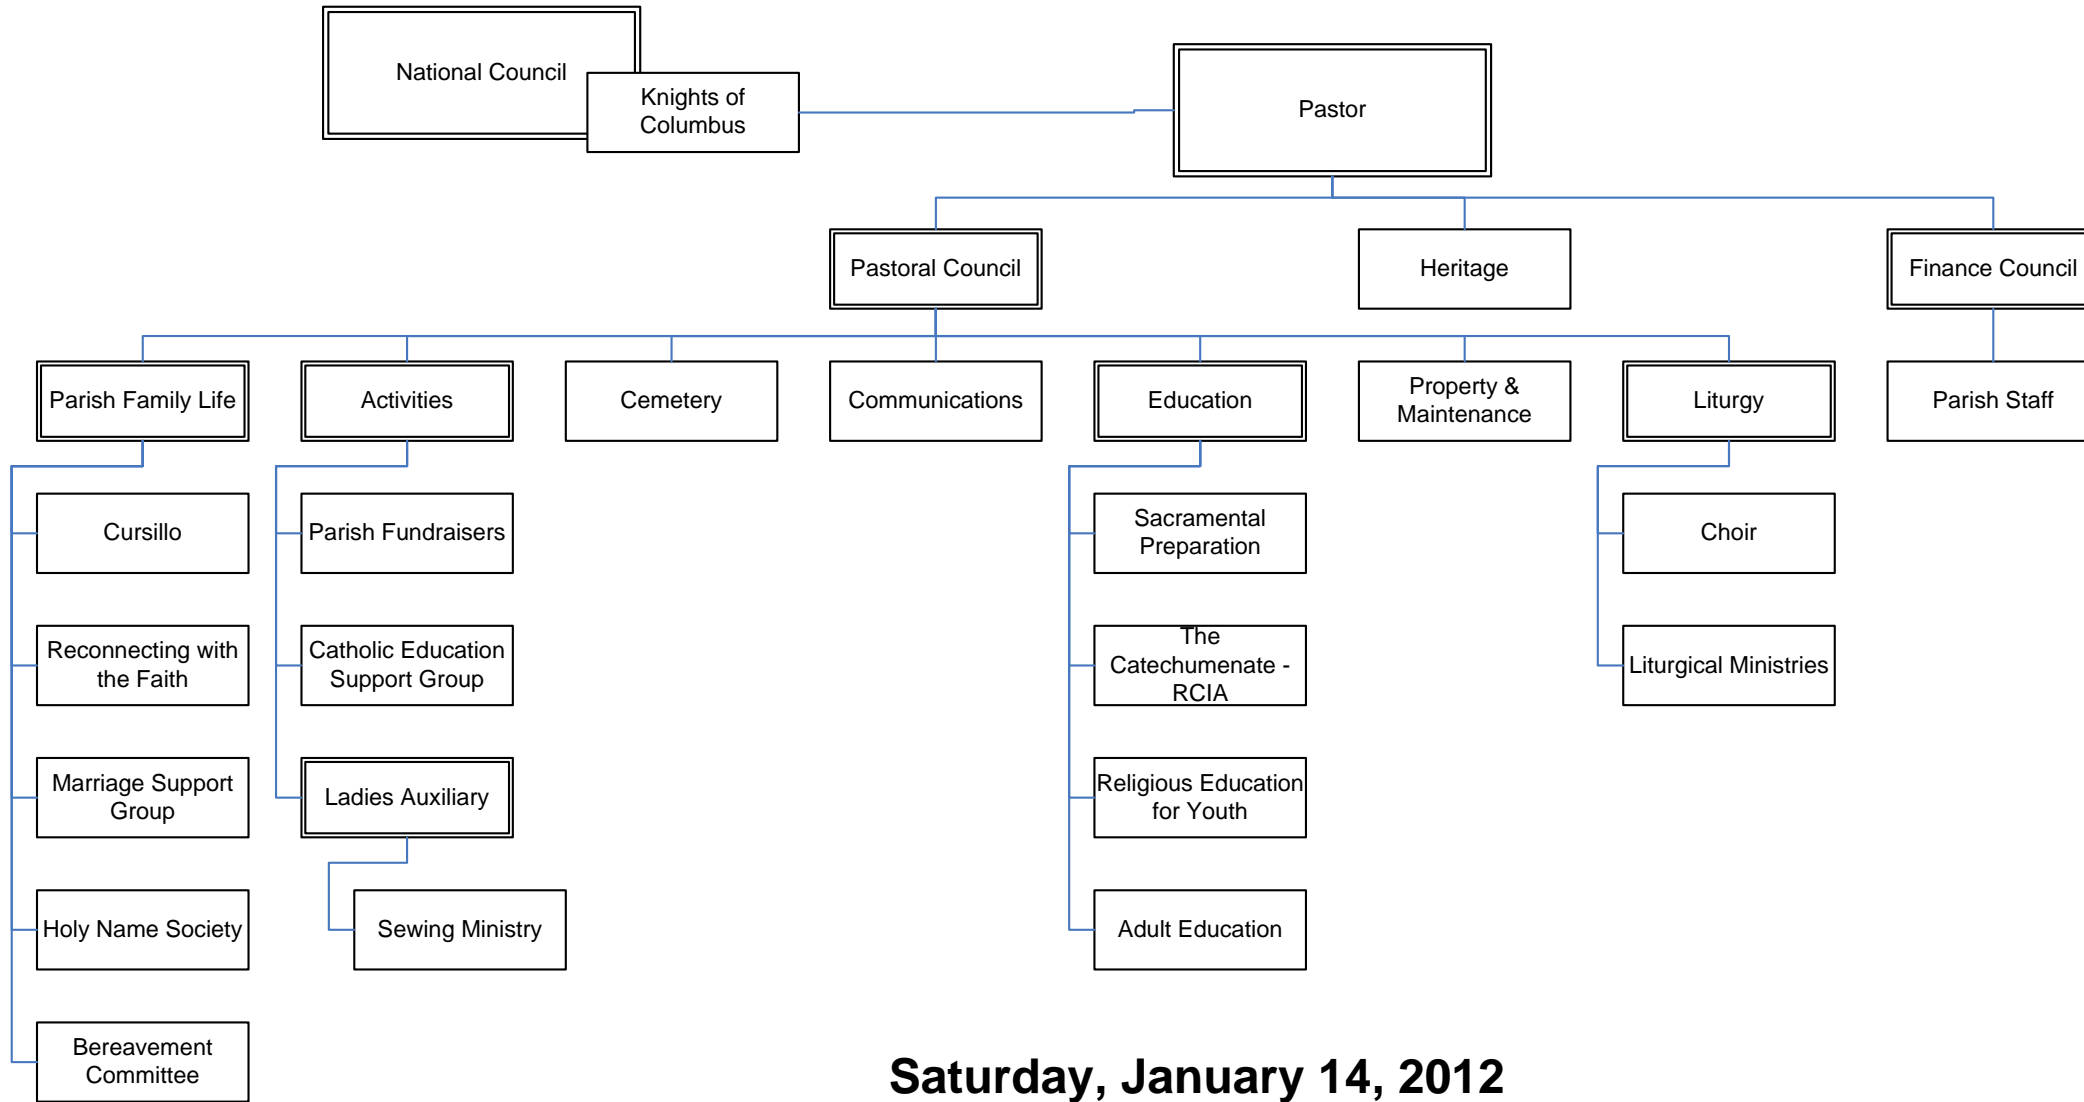 National Council
Knights of
Columbus
Pastor
Pastoral Council
Heritage
Finance Council
Parish Family Life
Activities
Cemetery
Communications
Education
Property &
Maintenance
Liturgy
Parish Staff
Cursillo
Parish Fundraisers
Sacramental
Preparation
Choir
Reconnecting with
the Faith
Catholic Education
Support Group
The
Catechumenate -
RCIA
Liturgical Ministries
Marriage Support
Group
Ladies Auxiliary
Religious Education
for Youth
Holy Name Society
Sewing Ministry
Adult Education
Bereavement
Committee
Saturday, January 14, 2012